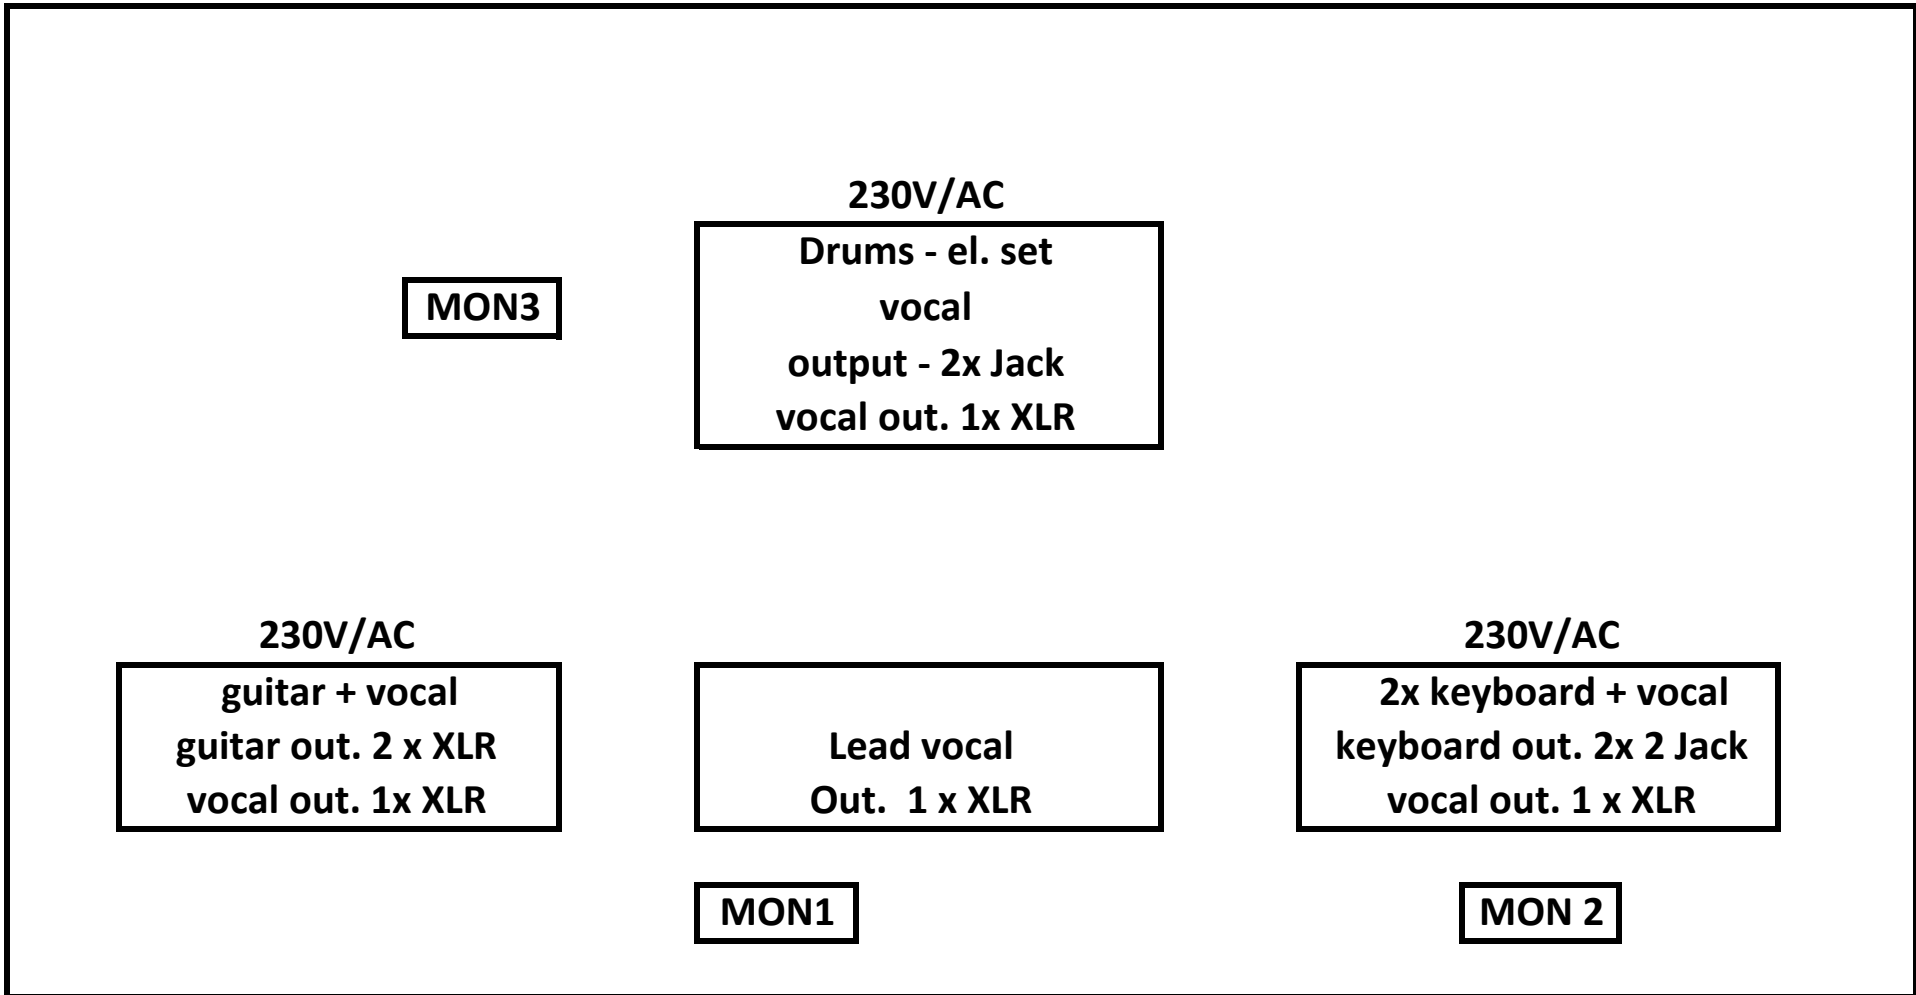 230V/AC
Drums - el. set
MON3
vocal
output - 2x Jack
vocal out. 1x XLR
230V/AC
guitar + vocal
guitar out. 2 x XLR
vocal out. 1x XLR
Lead vocal
Out. 1 x XLR
230V/AC
2x keyboard + vocal
keyboard out. 2x 2 Jack
vocal out. 1 x XLR
MON1
MON 2